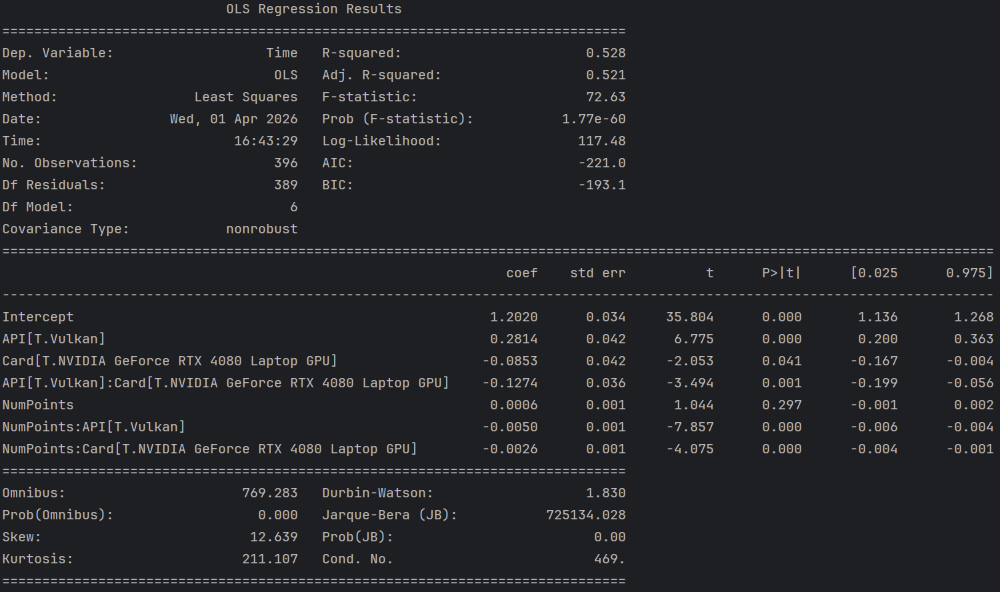 OLS Regression Results
==============================================================================
Dep. Variable:                   Time   R-squared:                       0.528
Model:                            OLS   Adj. R-squared:                  0.521
Method:                 Least Squares   F-statistic:                     72.63
Date:                Wed, 01 Apr 2026   Prob (F-statistic):           1.77e-60
Time:                        16:43:29   Log-Likelihood:                 117.48
No. Observations:                 396   AIC:                            -221.0
Df Residuals:                     389   BIC:                            -193.1
Df Model:                           6
Covariance Type:            nonrobust
============================================================================================================================
                                                               coef    std err          t      P>|t|      [0.025      0.975]
----------------------------------------------------------------------------------------------------------------------------
Intercept                                                    1.2020      0.034     35.804      0.000       1.136       1.268
API[T.Vulkan]                                                0.2814      0.042      6.775      0.000       0.200       0.363
Card[T.NVIDIA GeForce RTX 4080 Laptop GPU]                  -0.0853      0.042     -2.053      0.041      -0.167      -0.004
API[T.Vulkan]:Card[T.NVIDIA GeForce RTX 4080 Laptop GPU]    -0.1274      0.036     -3.494      0.001      -0.199      -0.056
NumPoints                                                    0.0006      0.001      1.044      0.297      -0.001       0.002
NumPoints:API[T.Vulkan]                                     -0.0050      0.001     -7.857      0.000      -0.006      -0.004
NumPoints:Card[T.NVIDIA GeForce RTX 4080 Laptop GPU]        -0.0026      0.001     -4.075      0.000      -0.004      -0.001
==============================================================================
Omnibus:                      769.283   Durbin-Watson:                   1.830
Prob(Omnibus):                  0.000   Jarque-Bera (JB):           725134.028
Skew:                          12.639   Prob(JB):                         0.00
Kurtosis:                     211.107   Cond. No.                         469.
==============================================================================